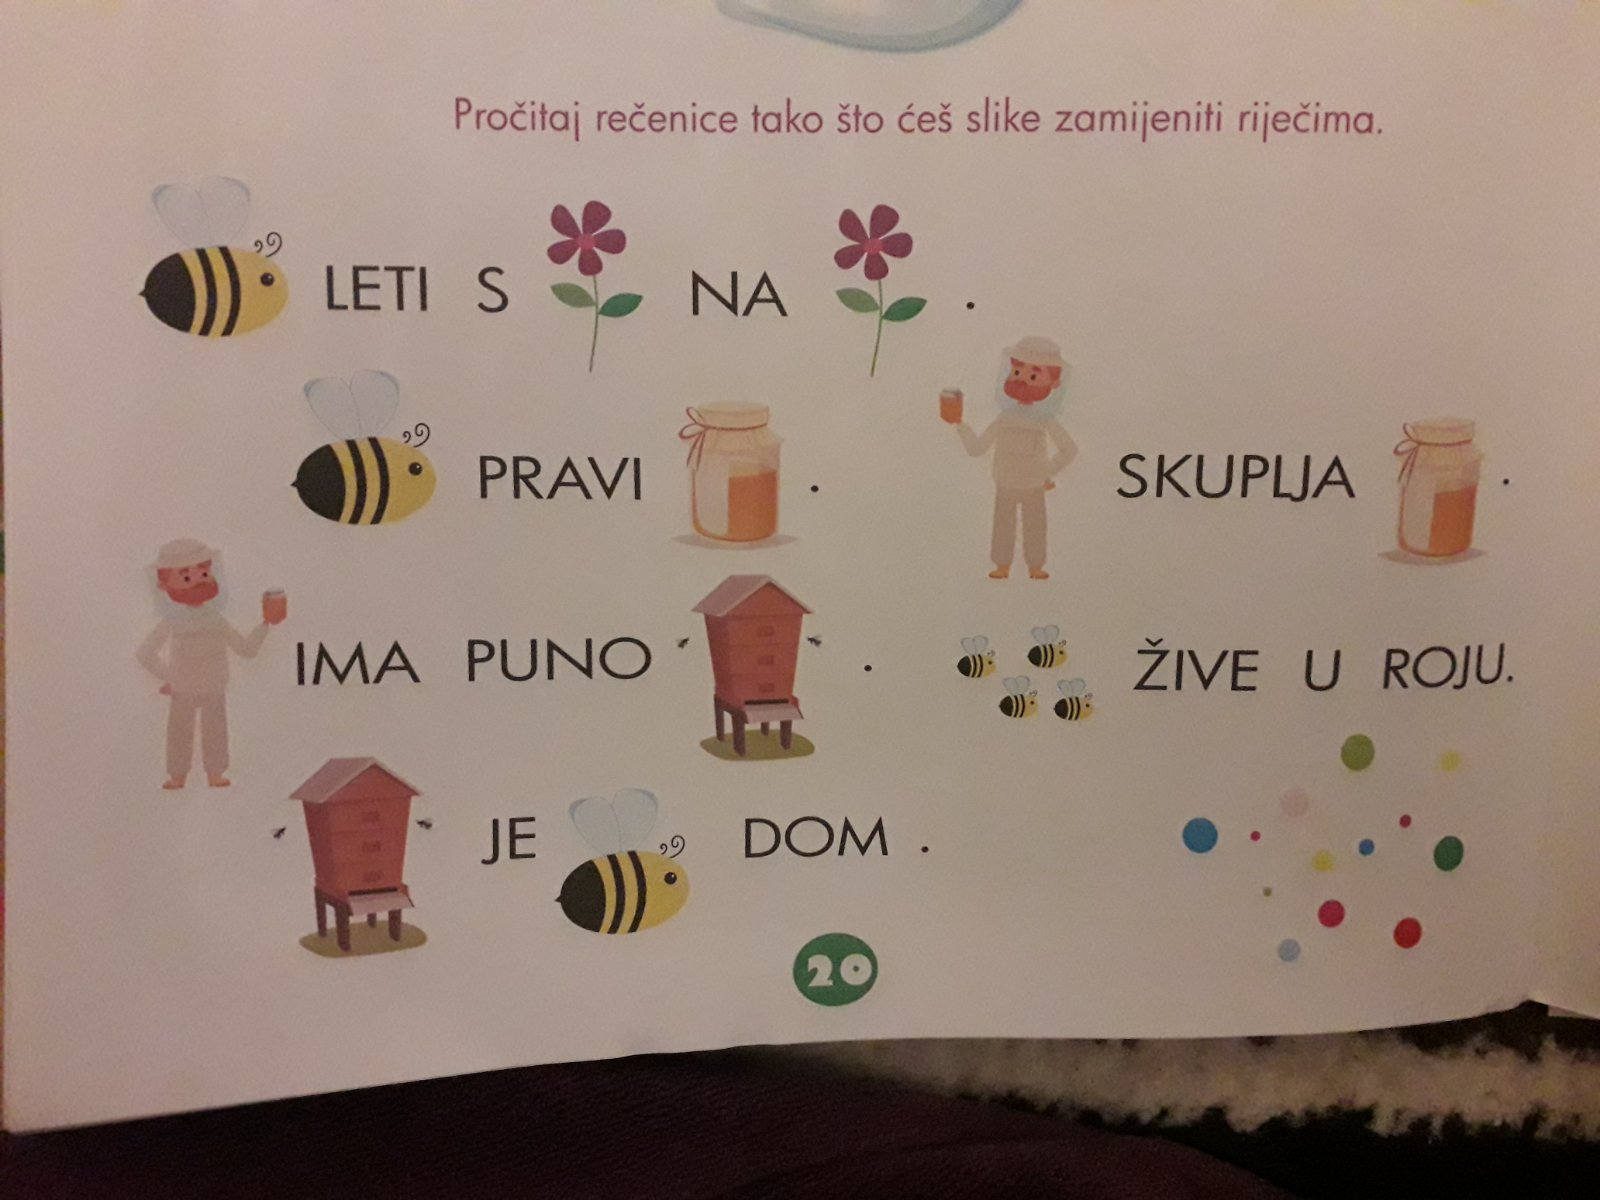 Pročitaj rečenice tako što ćeš slike zamijeniti riječima.
LETI S NA .
PRAVI . SKUPLJA .
IMA PUNO . ŽIVE U ROJU.
JE DOM .
20